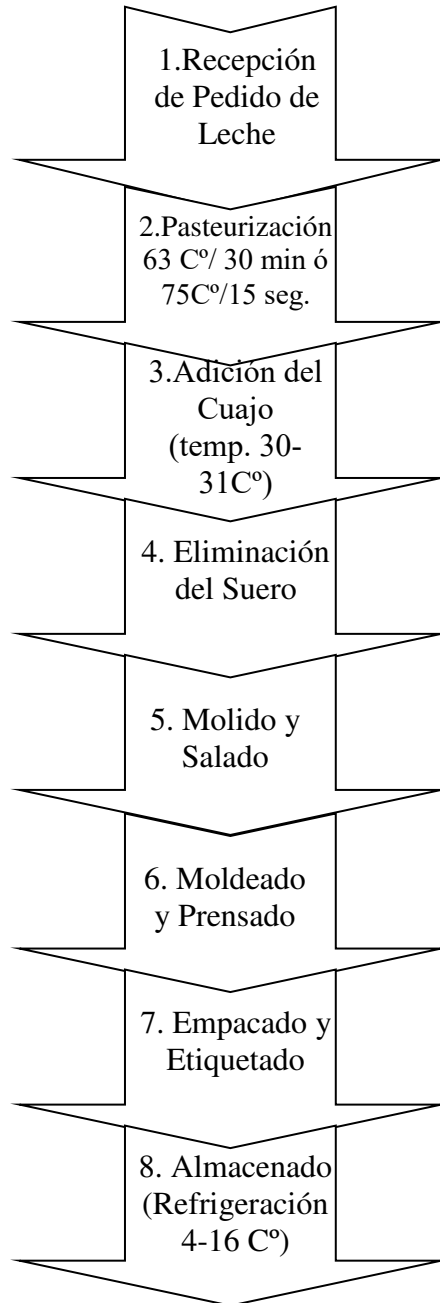 1.Recepción
de Pedido de
Leche
2.Pasteurización
63 Cº/ 30 min ó
75Cº/15 seg.
3.Adición del
Cuajo
(temp. 30-
31Cº)
4. Eliminación
del Suero
5. Molido y
Salado
6. Moldeado
y Prensado
7. Empacado y
Etiquetado
8. Almacenado
(Refrigeración
4-16 Cº)